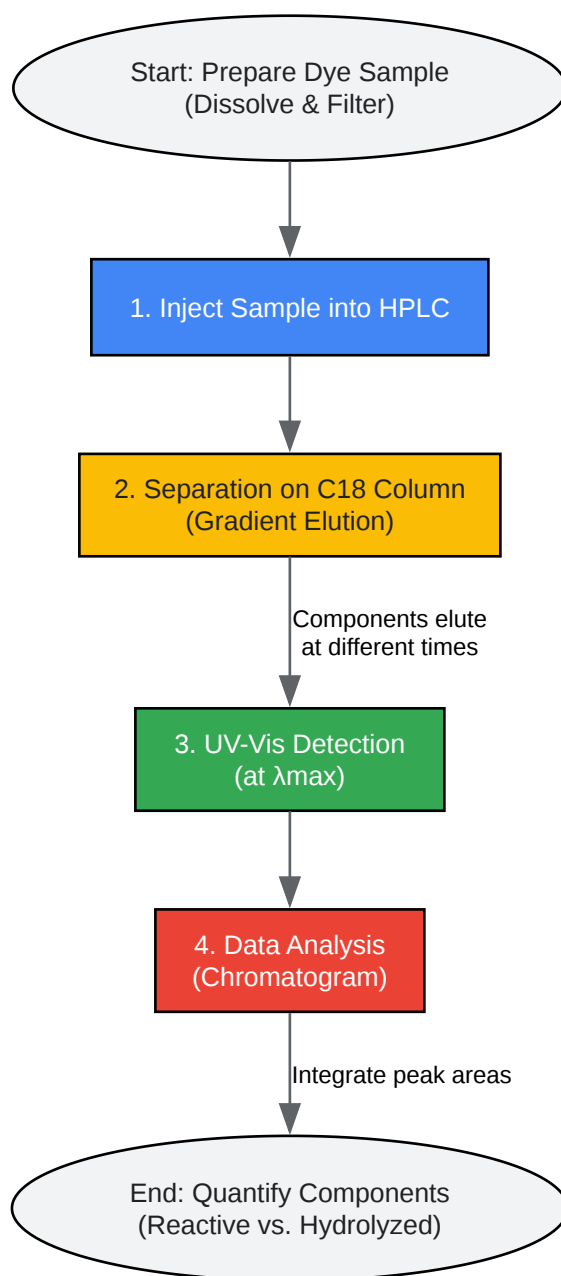 Start: Prepare Dye Sample
(Dissolve & Filter)
1. Inject Sample into HPLC
2. Separation on C18 Column
(Gradient Elution)
Components elute
at different times
3. UV-Vis Detection
(at λmax)
4. Data Analysis
(Chromatogram)
Integrate peak areas
End: Quantify Components
(Reactive vs. Hydrolyzed)